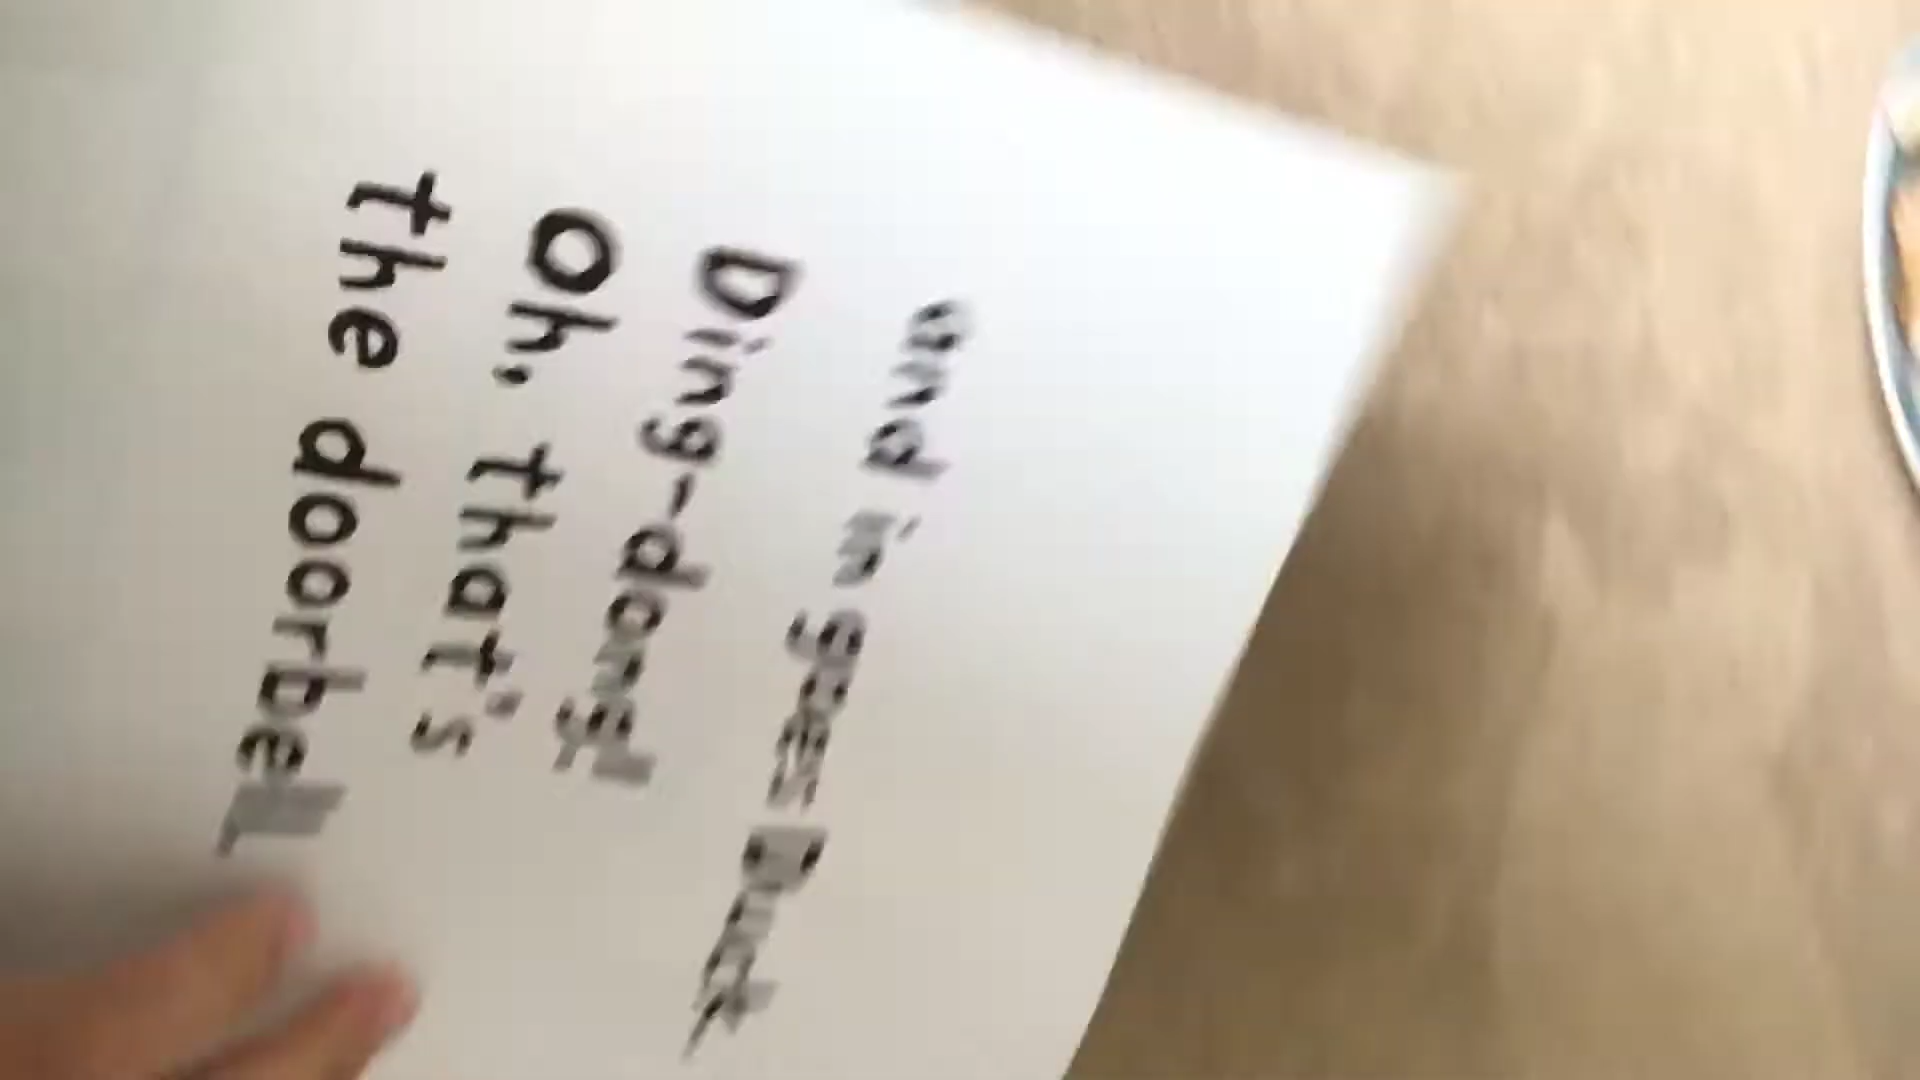 and in goes Duck
Ding-dong!
Oh, that's
the doorbell